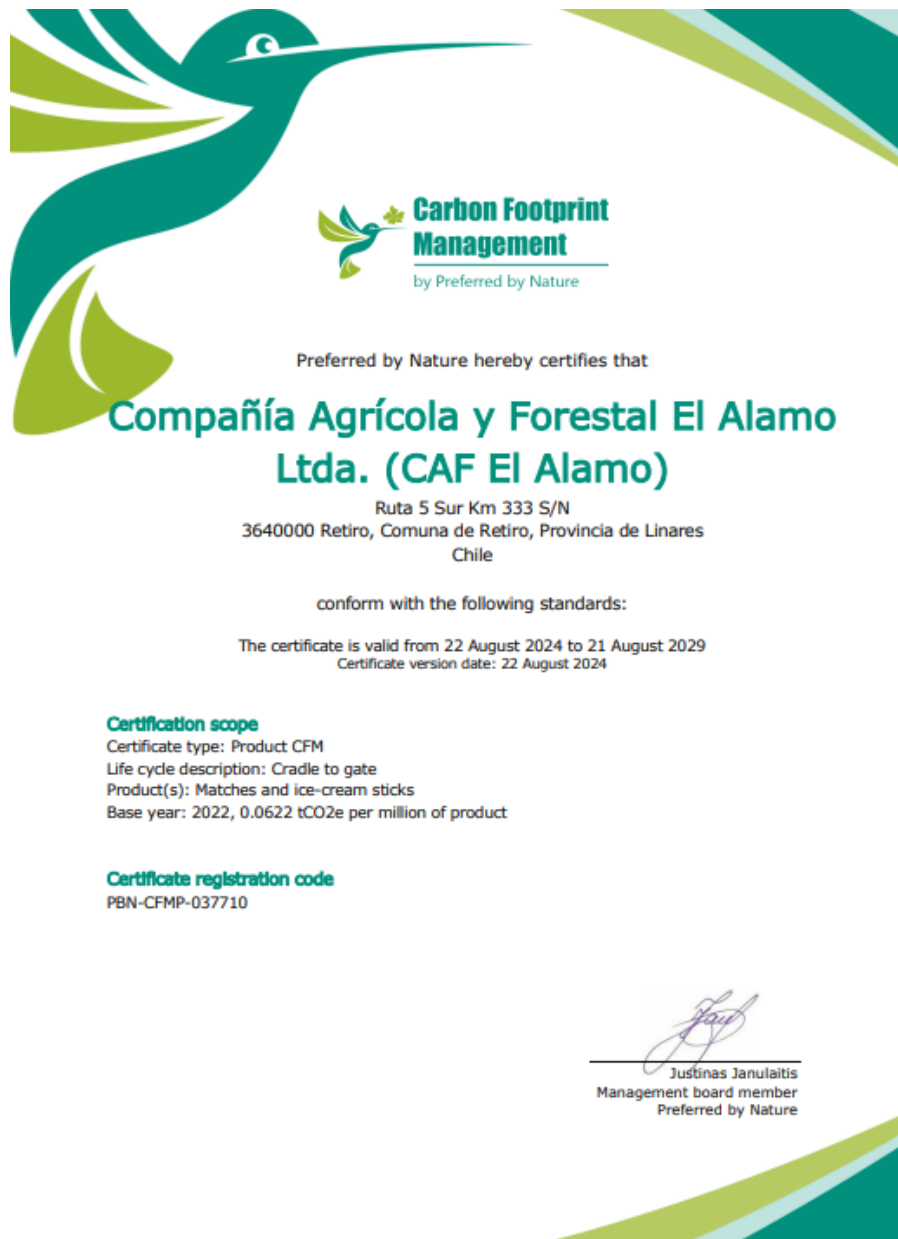 Carbon Footprint
Management
by Preferred by Nature
Preferred by Nature hereby certifies that
Compañía Agrícola y Forestal El Alamo
Ltda. (CAF El Alamo)
Ruta 5 Sur Km 333 S/N
3640000 Retiro, Comuna de Retiro, Provincia de Linares
Chile
conform with the following standards:
The certificate is valid from 22 August 2024 to 21 August 2029
Certificate version date: 22 August 2024
Certification scope
Certificate type: Product CFM
Life cycle description: Cradle to gate
Product(s): Matches and ice-cream sticks
Base year: 2022, 0.0622 tCO2e per million of product
Certificate registration code
PBN-CFMP-037710
Justinas Janulaitis
Management board member
Preferred by Nature